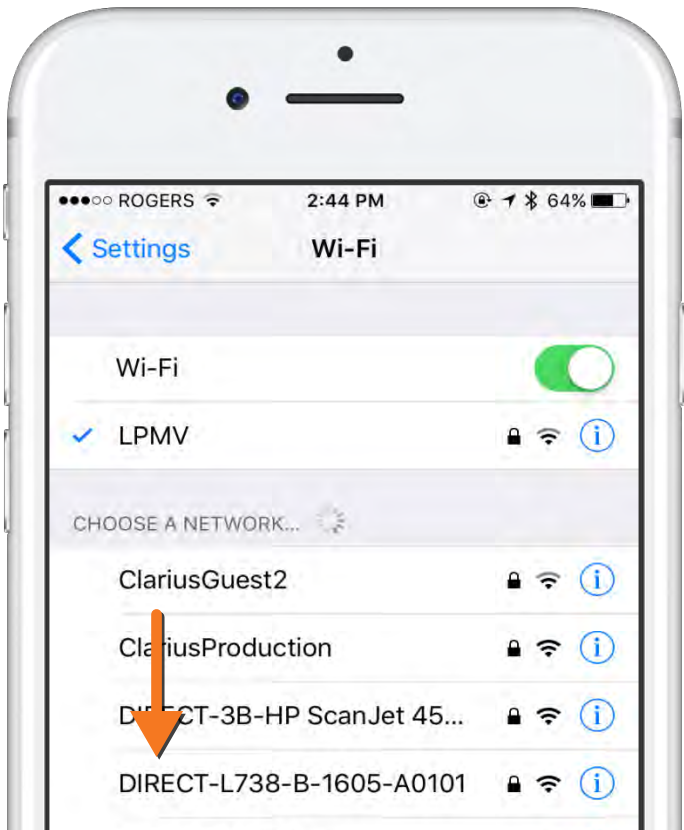 ROGERS 2:44 PM 64%
Settings Wi-Fi
Wi-Fi
LPMV
CHOOSE A NETWORK...
ClariusGuest2
ClariusProduction
DIRECT-3B-HP ScanJet 45...
DIRECT-L738-B-1605-A0101